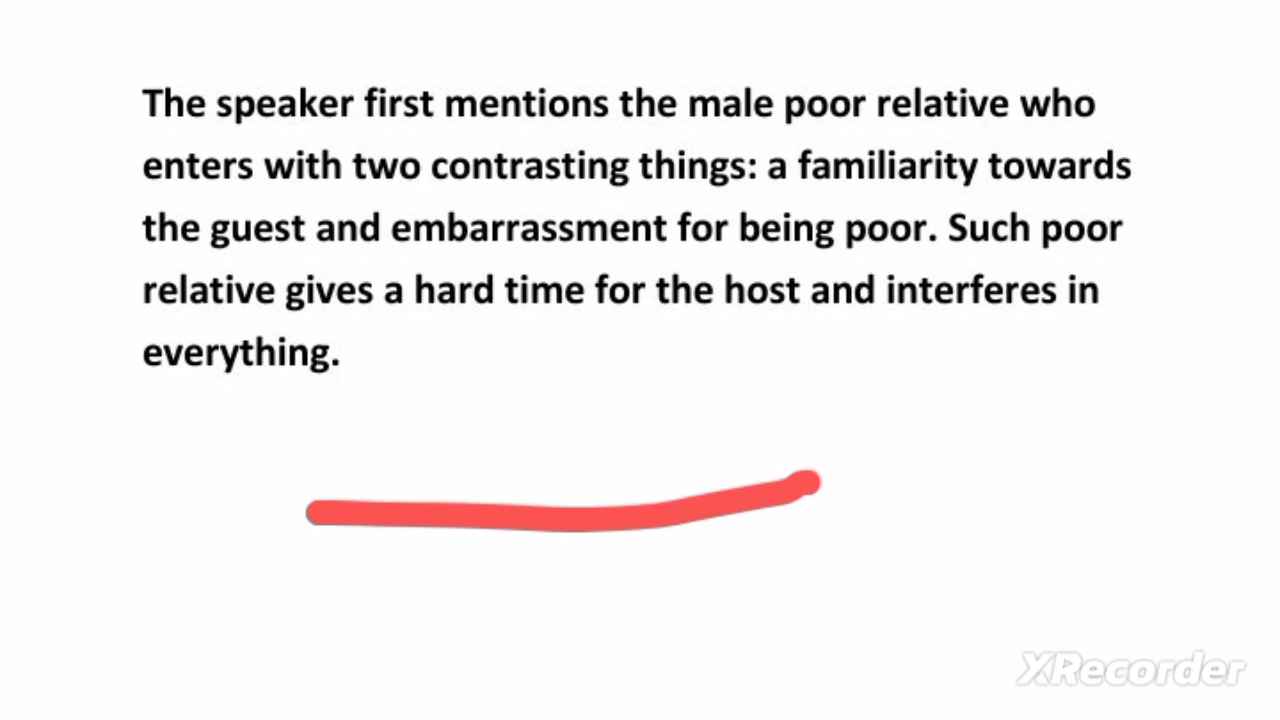 The speaker first mentions the male poor relative who
enters with two contrasting things: a familiarity towards
the guest and embarrassment for being poor. Such poor
relative gives a hard time for the host and interferes in
everything.
XRecorder